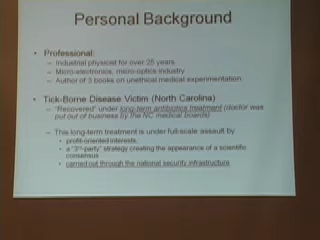 Personal Background
• Professional:
– Industrial physicist for over 25 years
– Micro-electronics, micro-optics industry
– Author of 3 books on unethical medical experimentation
• Tick-Borne Disease Victim (North Carolina)
– "Recovered" under long-term antibiotics treatment (doctor was
put out of business by the NC medical boards)
– This long-term treatment is under full-scale assault by
• profit-oriented interests,
• a "3rd-party" strategy creating the appearance of a scientific
consensus
• carried out through the national security infrastructure